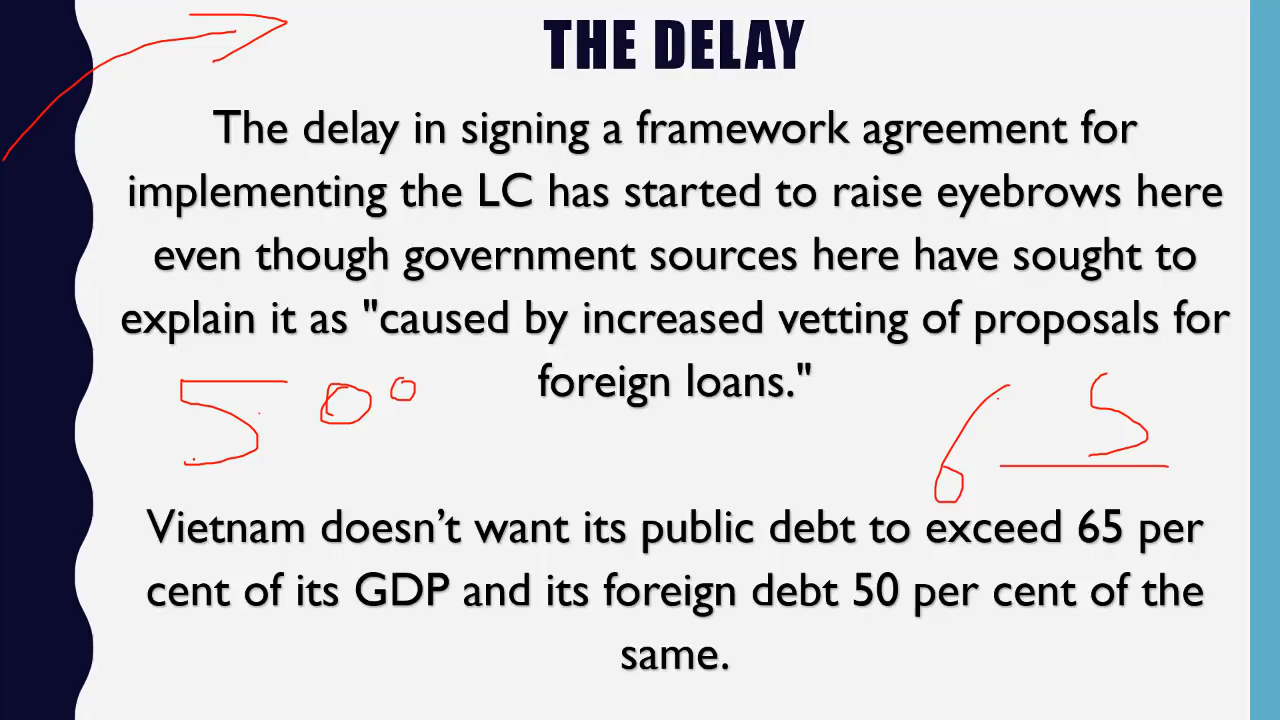 THE DELAY
The delay in signing a framework agreement for
implementing the LC has started to raise eyebrows here
even though government sources here have sought to
explain it as "caused by increased vetting of proposals for
foreign loans."
50°
65
Vietnam doesn’t want its public debt to exceed 65 per
cent of its GDP and its foreign debt 50 per cent of the
same.